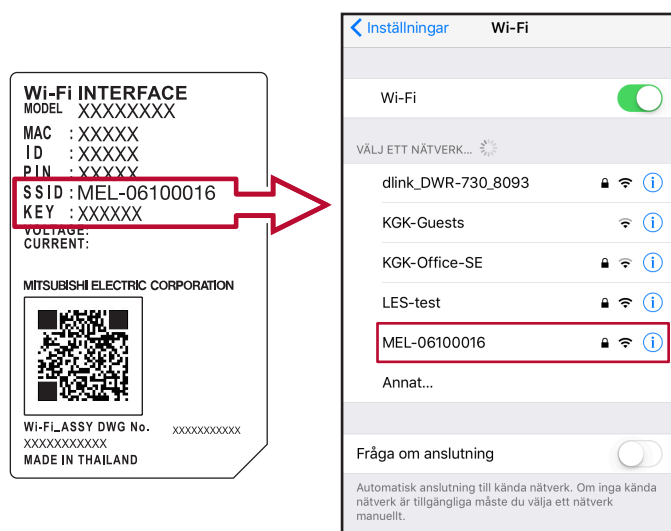 Wi-Fi INTERFACE
MODEL XXXXXXXX
MAC : XXXXX
ID : XXXXX
PIN : XXXXX
SSID : MEL-06100016
KEY : XXXXXX
VOLTAGE:
CURRENT:
MITSUBISHI ELECTRIC CORPORATION
Wi-Fi_ASSY DWG No. XXXXXXXXXXX
XXXXXXXXXXX
MADE IN THAILAND
Inställningar Wi-Fi
Wi-Fi
VÄLJ ETT NÄTVERK...
dlink_DWR-730_8093
KGK-Guests
KGK-Office-SE
LES-test
MEL-06100016
Annat...
Fråga om anslutning
Automatisk anslutning till kända nätverk. Om inga kända
nätverk är tillgängliga måste du välja ett nätverk
manuellt.